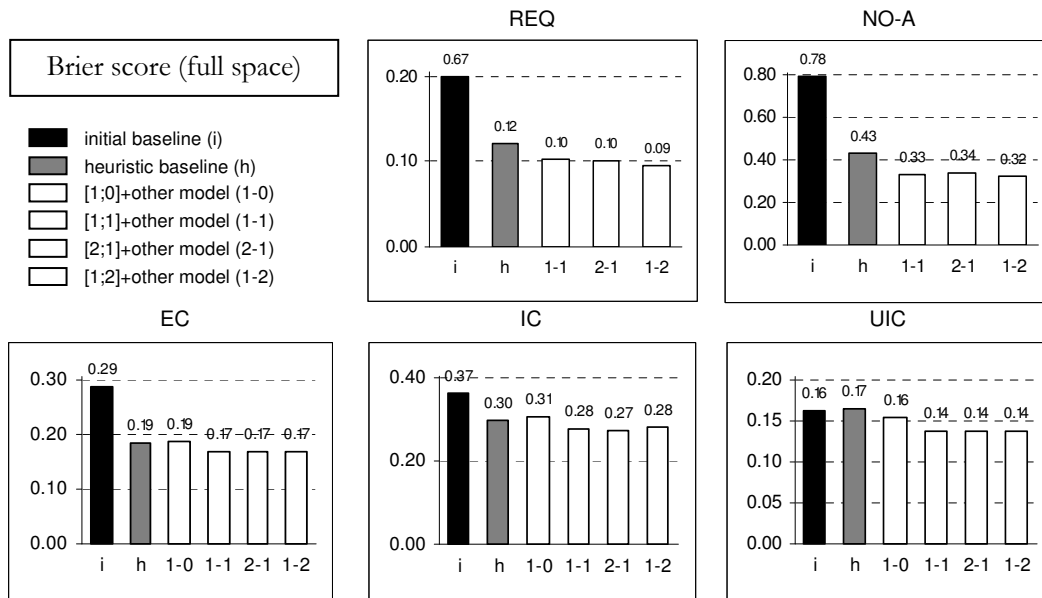 Brier score (full space)
initial baseline (i)
heuristic baseline (h)
[1;0]+other model (1-0)
[1;1]+other model (1-1)
[2;1]+other model (2-1)
[1;2]+other model (1-2)
REQ
0.67
0.20
0.12
0.10 0.10 0.09
0.10
0.00
i h 1-1 2-1 1-2
NO-A
0.78
0.80
0.60
0.43
0.40
0.33 0.34 0.32
0.20
0.00
i h 1-1 2-1 1-2
EC
0.29
0.30
0.19 0.19 0.17 0.17 0.17
0.20
0.10
0.00
i h 1-0 1-1 2-1 1-2
IC
0.37
0.40
0.30 0.31 0.28 0.27 0.28
0.20
0.00
i h 1-0 1-1 2-1 1-2
UIC
0.20
0.16 0.17 0.16 0.14 0.14 0.14
0.15
0.10
0.05
0.00
i h 1-0 1-1 2-1 1-2